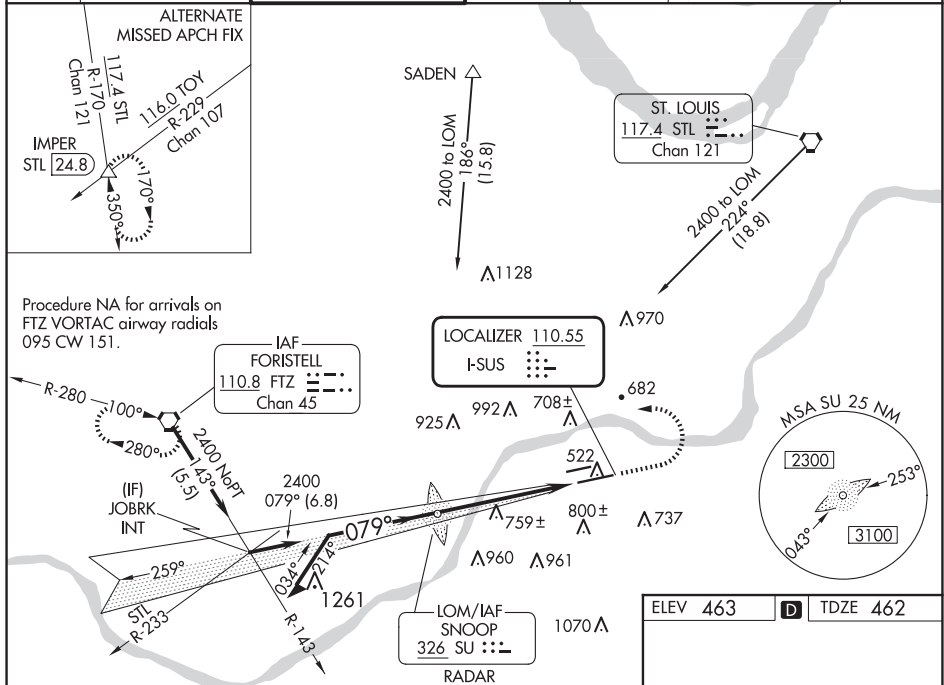 ALTERNATE
MISSED APCH FIX
117.4 STL
R-170
Chan 121
116.0 TOY
R-229
Chan 107
IMPER
STL 24.8
170°
350°
SADEN
2400 to LOM
186°
(15.8)
ST. LOUIS
117.4 STL
Chan 121
2400 to LOM
224°
(18.8)
1128
970
Procedure NA for arrivals on
FTZ VORTAC airway radials
095 CW 151.
IAF
FORISTELL
110.8 FTZ
Chan 45
LOCALIZER 110.55
I-SUS
R-280
100°
280°
2400 NoPT
143°
(5.5)
925
992
708±
682
522
MSA SU 25 NM
2300
253°
043°
3100
(IF)
JOBRK
INT
2400
079° (6.8)
079°
759±
800±
737
259°
034°
214°
1261
960
961
STL
R-233
R-143
LOM/IAF
SNOOP
326 SU
RADAR
1070
ELEV 463 D TDZE 462